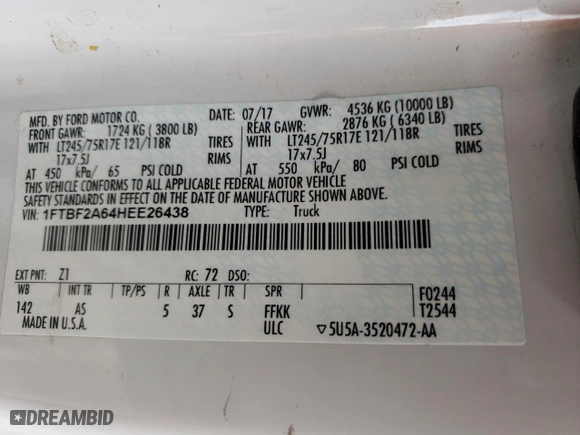 MFD. BY FORD MOTOR CO.
DATE: 07/17 GVWR: 4536 KG (10000 LB)
FRONT GAWR: 1724 KG ( 3800 LB) REAR GAWR: 2876 KG ( 6340 LB)
WITH LT245/75R17E 121/118R TIRES WITH LT245/75R17E 121/118R TIRES
17x7.5J RIMS 17x7.5J RIMS
AT 450 kPa/ 65 PSI COLD AT 550 kPa/ 80 PSI COLD
THIS VEHICLE CONFORMS TO ALL APPLICABLE FEDERAL MOTOR VEHICLE
SAFETY STANDARDS IN EFFECT ON THE DATE OF MANUFACTURE SHOWN ABOVE.
VIN: 1FTBF2A64HEE26438 TYPE: Truck
EXT PNT: Z1 RC: 72 DSO:
WB INT TR TP/PS R AXLE TR SPR F0244
142 AS 5 37 S FFKK T2544
MADE IN U.S.A. ULC ▽5U5A-3520472-AA
DREAMBID